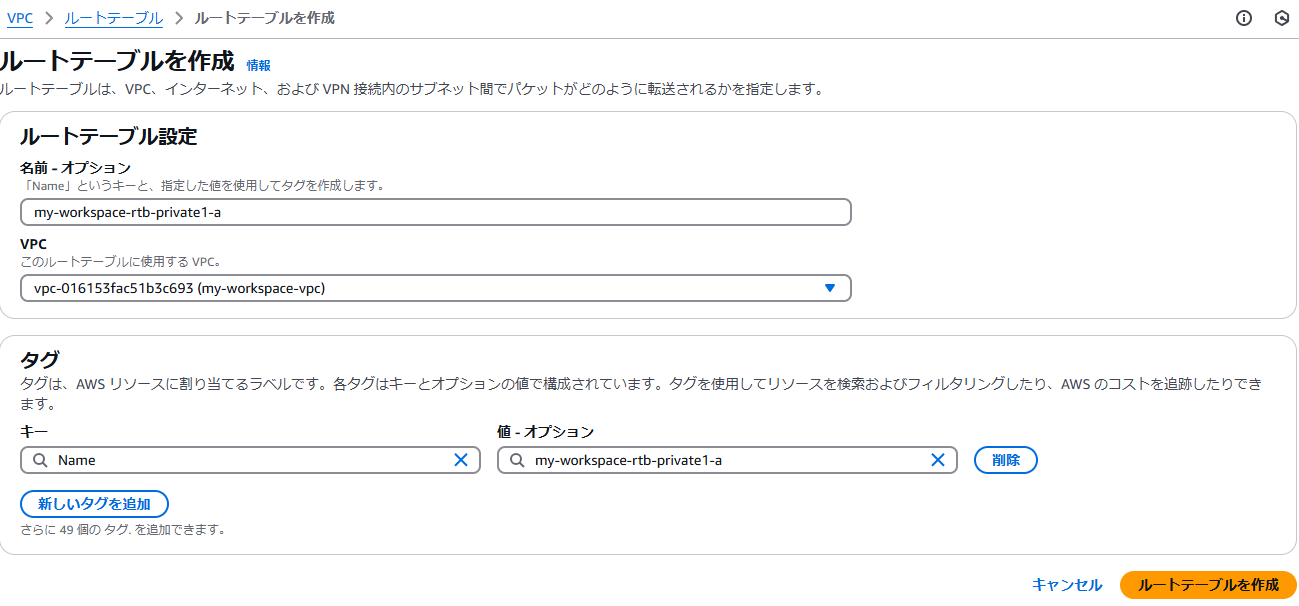 VPC > ルートテーブル > ルートテーブルを作成
ルートテーブルを作成 情報
ルートテーブルは、VPC、インターネット、および VPN 接続内のサブネット間でパケットがどのように転送されるかを指定します。
ルートテーブル設定
名前 - オプション
「Name」というキーと、指定した値を使用してタグを作成します。
my-workspace-rtb-private1-a
VPC
このルートテーブルに使用する VPC。
vpc-016153fac51b3c693 (my-workspace-vpc)
タグ
タグは、AWS リソースに割り当てるラベルです。各タグはキーとオプションの値で構成されています。タグを使用してリソースを検索およびフィルタリングしたり、AWS のコストを追跡したりでき
ます。
キー 値 - オプション
Name my-workspace-rtb-private1-a 削除
新しいタグを追加
さらに 49 個の タグ. を追加できます。
キャンセル ルートテーブルを作成